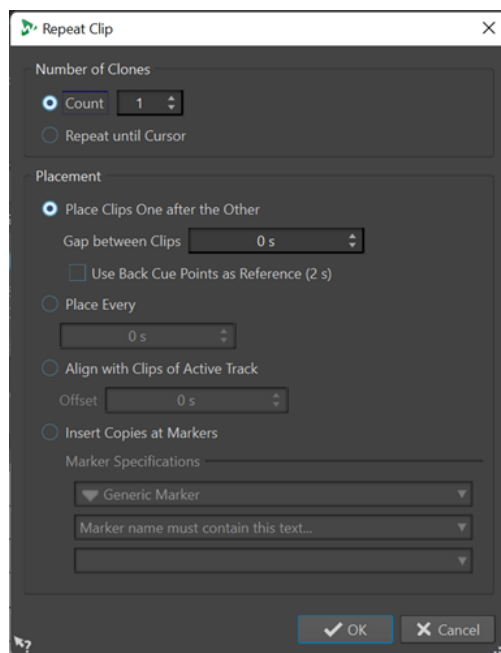 Repeat Clip
Number of Clones
Count 1
Repeat until Cursor
Placement
Place Clips One after the Other
Gap between Clips 0 s
Use Back Cue Points as Reference (2 s)
Place Every
0 s
Align with Clips of Active Track
Offset 0 s
Insert Copies at Markers
Marker Specifications
Generic Marker
Marker name must contain this text...
OK Cancel
?